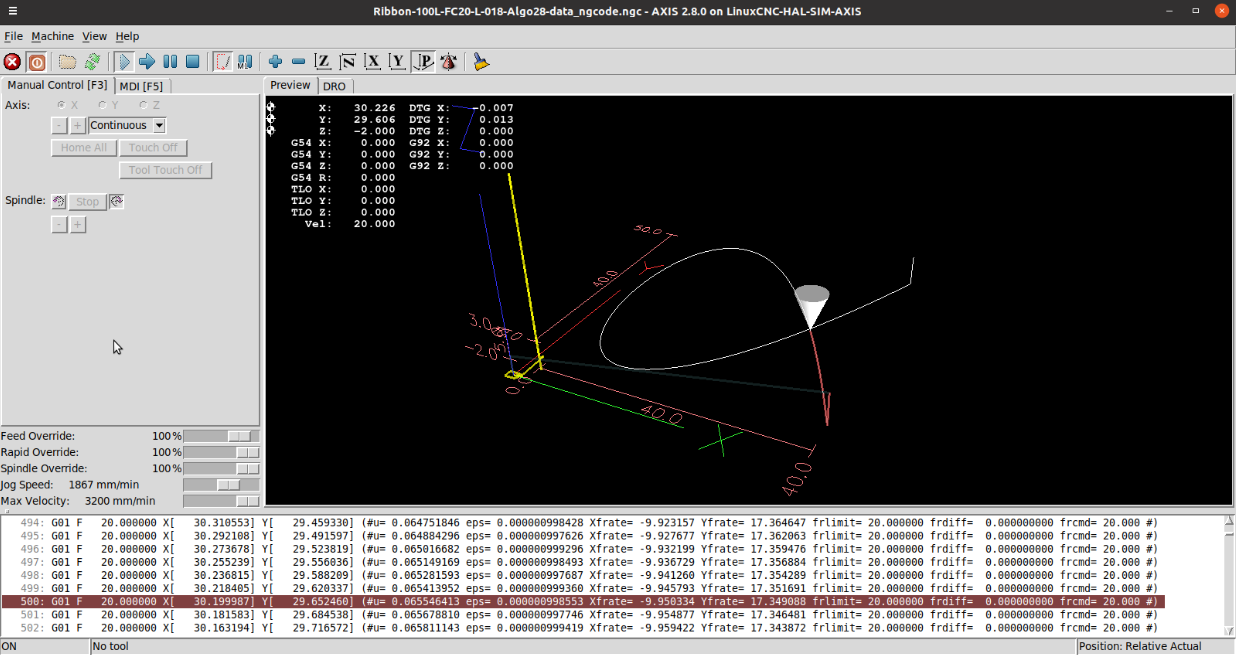 Ribbon-100L-FC20-L-018-Algo28-data_ngcode.ngc - AXIS 2.8.0 on LinuxCNC-HAL-SIM-AXIS
File Machine View Help
Z N X Y P
Manual Control [F3] MDI [F5] Preview DRO
Axis: X Y Z
- + Continuous
Home All Touch Off
Tool Touch Off
Spindle: Stop
- +
X: 30.226 DTG X: -0.007
Y: 29.606 DTG Y: 0.013
Z: -2.000 DTG Z: 0.000
G54 X: 0.000 G92 X: 0.000
G54 Y: 0.000 G92 Y: 0.000
G54 Z: 0.000 G92 Z: 0.000
G54 R: 0.000
TLO X: 0.000
TLO Y: 0.000
TLO Z: 0.000
Vel: 20.000
50.0
40.0
Y
3.0
-2.0
40.0
X
40.0
Feed Override: 100%
Rapid Override: 100%
Spindle Override: 100%
Jog Speed: 1867 mm/min
Max Velocity: 3200 mm/min
494: G01 F 20.000000 X[ 30.310553] Y[ 29.459330] (#u= 0.064751846 eps= 0.000000998428 Xfrate= -9.923157 Yfrate= 17.364647 frlimit= 20.000000 frdiff= 0.000000000 frcmd= 20.000 #)
495: G01 F 20.000000 X[ 30.292108] Y[ 29.491597] (#u= 0.064884296 eps= 0.000000997626 Xfrate= -9.927677 Yfrate= 17.362063 frlimit= 20.000000 frdiff= 0.000000000 frcmd= 20.000 #)
496: G01 F 20.000000 X[ 30.273678] Y[ 29.523819] (#u= 0.065016682 eps= 0.000000999296 Xfrate= -9.932199 Yfrate= 17.359476 frlimit= 20.000000 frdiff= 0.000000000 frcmd= 20.000 #)
497: G01 F 20.000000 X[ 30.255239] Y[ 29.556036] (#u= 0.065149169 eps= 0.000000998493 Xfrate= -9.936729 Yfrate= 17.356884 frlimit= 20.000000 frdiff= 0.000000000 frcmd= 20.000 #)
498: G01 F 20.000000 X[ 30.236815] Y[ 29.588209] (#u= 0.065281593 eps= 0.000000997687 Xfrate= -9.941260 Yfrate= 17.354289 frlimit= 20.000000 frdiff= 0.000000000 frcmd= 20.000 #)
499: G01 F 20.000000 X[ 30.218405] Y[ 29.620337] (#u= 0.065413952 eps= 0.000000999360 Xfrate= -9.945793 Yfrate= 17.351691 frlimit= 20.000000 frdiff= 0.000000000 frcmd= 20.000 #)
500: G01 F 20.000000 X[ 30.199987] Y[ 29.652460] (#u= 0.065546413 eps= 0.000000998553 Xfrate= -9.950334 Yfrate= 17.349088 frlimit= 20.000000 frdiff= 0.000000000 frcmd= 20.000 #)
501: G01 F 20.000000 X[ 30.181583] Y[ 29.684538] (#u= 0.065678810 eps= 0.000000997746 Xfrate= -9.954877 Yfrate= 17.346481 frlimit= 20.000000 frdiff= 0.000000000 frcmd= 20.000 #)
502: G01 F 20.000000 X[ 30.163194] Y[ 29.716572] (#u= 0.065811143 eps= 0.000000999419 Xfrate= -9.959422 Yfrate= 17.343872 frlimit= 20.000000 frdiff= 0.000000000 frcmd= 20.000 #)
ON No tool Position: Relative Actual